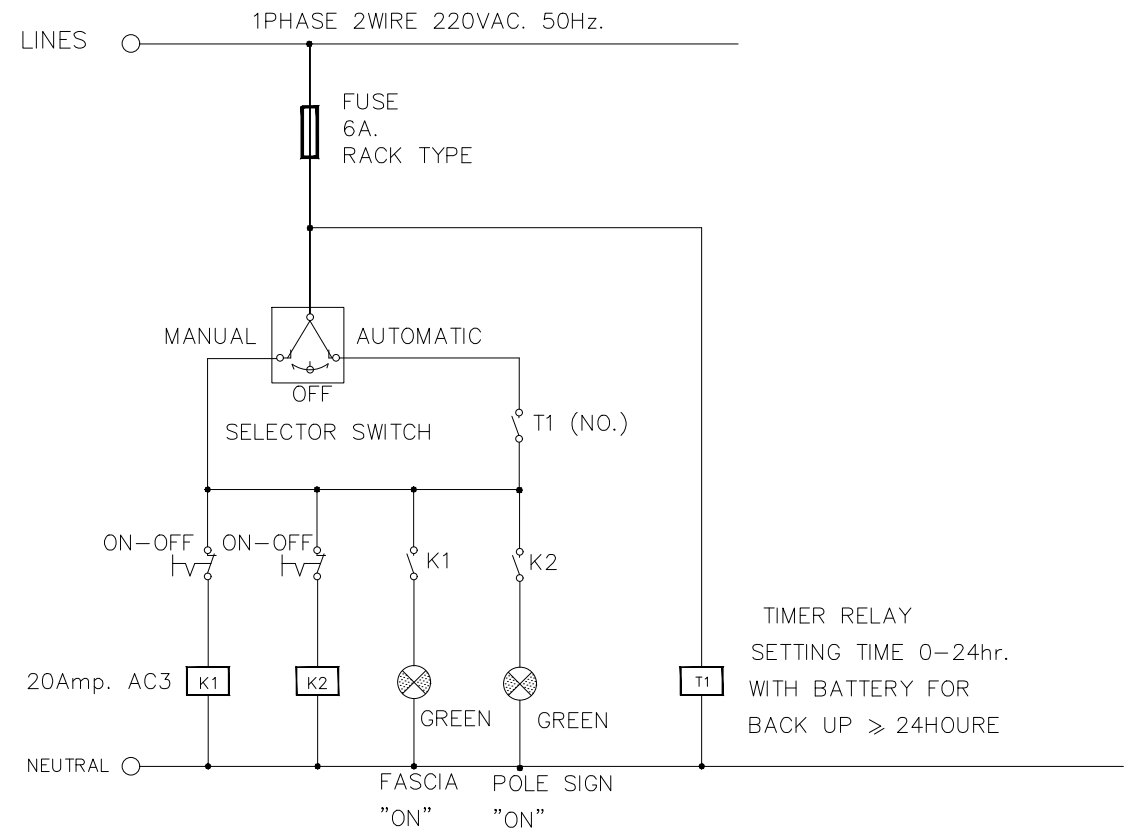 1PHASE 2WIRE 220VAC. 50Hz.
LINES
FUSE
6A.
RACK TYPE
MANUAL
AUTOMATIC
OFF
SELECTOR SWITCH
T1 (NO.)
ON-OFF
ON-OFF
K1
K2
20Amp. AC3
K1
K2
T1
GREEN
GREEN
TIMER RELAY
SETTING TIME 0-24hr.
WITH BATTERY FOR
BACK UP ⩾ 24HOURE
NEUTRAL
FASCIA
"ON"
POLE SIGN
"ON"